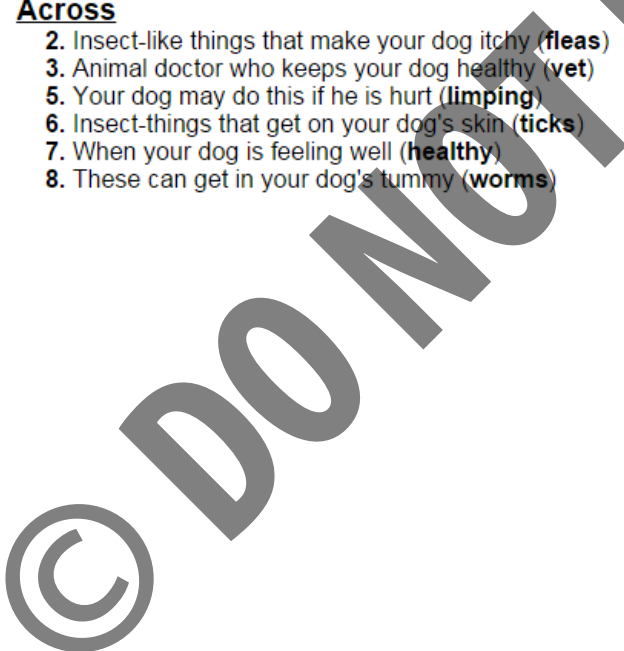 Across
2. Insect-like things that make your dog itchy (fleas)
3. Animal doctor who keeps your dog healthy (vet)
5. Your dog may do this if he is hurt (limping)
6. Insect-things that get on your dog's skin (ticks)
7. When your dog is feeling well (healthy)
8. These can get in your dog's tummy (worms)
© DO NOT